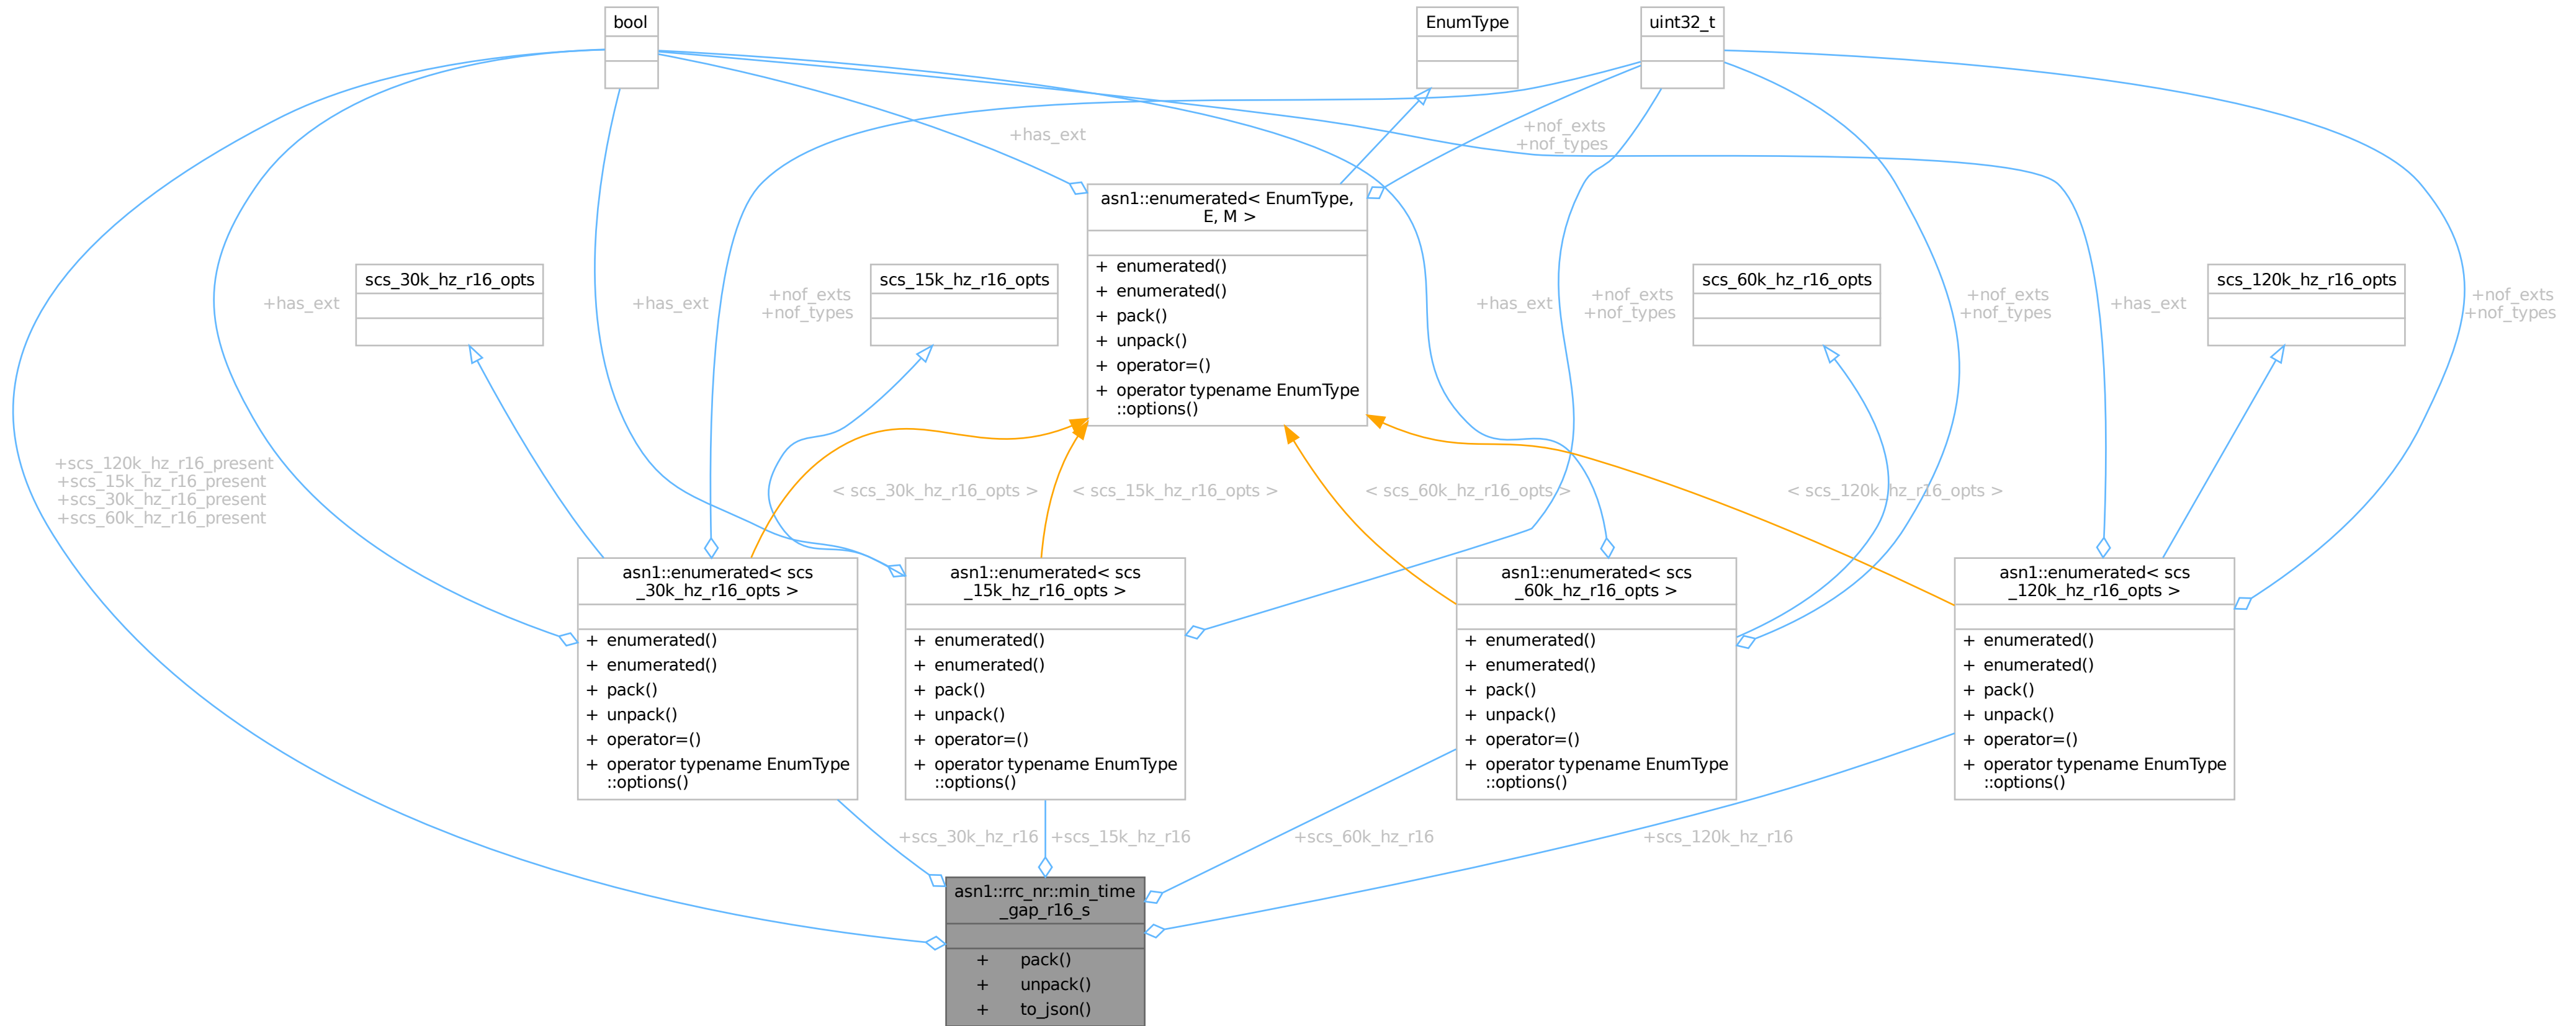 bool
EnumType
uint32_t
+has_ext
+nof_exts
+nof_types
asn1::enumerated< EnumType,
E, M >
+ enumerated()
+ enumerated()
+ pack()
+ unpack()
+ operator=()
+ operator typename EnumType
::options()
scs_30k_hz_r16_opts
scs_15k_hz_r16_opts
scs_60k_hz_r16_opts
scs_120k_hz_r16_opts
+has_ext
+has_ext
+nof_exts
+nof_types
+has_ext
+nof_exts
+nof_types
+nof_exts
+nof_types
+has_ext
+nof_exts
+nof_types
+scs_120k_hz_r16_present
+scs_15k_hz_r16_present
+scs_30k_hz_r16_present
+scs_60k_hz_r16_present
< scs_30k_hz_r16_opts >
< scs_15k_hz_r16_opts >
< scs_60k_hz_r16_opts >
< scs_120k_hz_r16_opts >
asn1::enumerated< scs
_30k_hz_r16_opts >
+ enumerated()
+ enumerated()
+ pack()
+ unpack()
+ operator=()
+ operator typename EnumType
::options()
asn1::enumerated< scs
_15k_hz_r16_opts >
+ enumerated()
+ enumerated()
+ pack()
+ unpack()
+ operator=()
+ operator typename EnumType
::options()
asn1::enumerated< scs
_60k_hz_r16_opts >
+ enumerated()
+ enumerated()
+ pack()
+ unpack()
+ operator=()
+ operator typename EnumType
::options()
asn1::enumerated< scs
_120k_hz_r16_opts >
+ enumerated()
+ enumerated()
+ pack()
+ unpack()
+ operator=()
+ operator typename EnumType
::options()
+scs_30k_hz_r16
+scs_15k_hz_r16
+scs_60k_hz_r16
+scs_120k_hz_r16
asn1::rrc_nr::min_time
_gap_r16_s
+ pack()
+ unpack()
+ to_json()